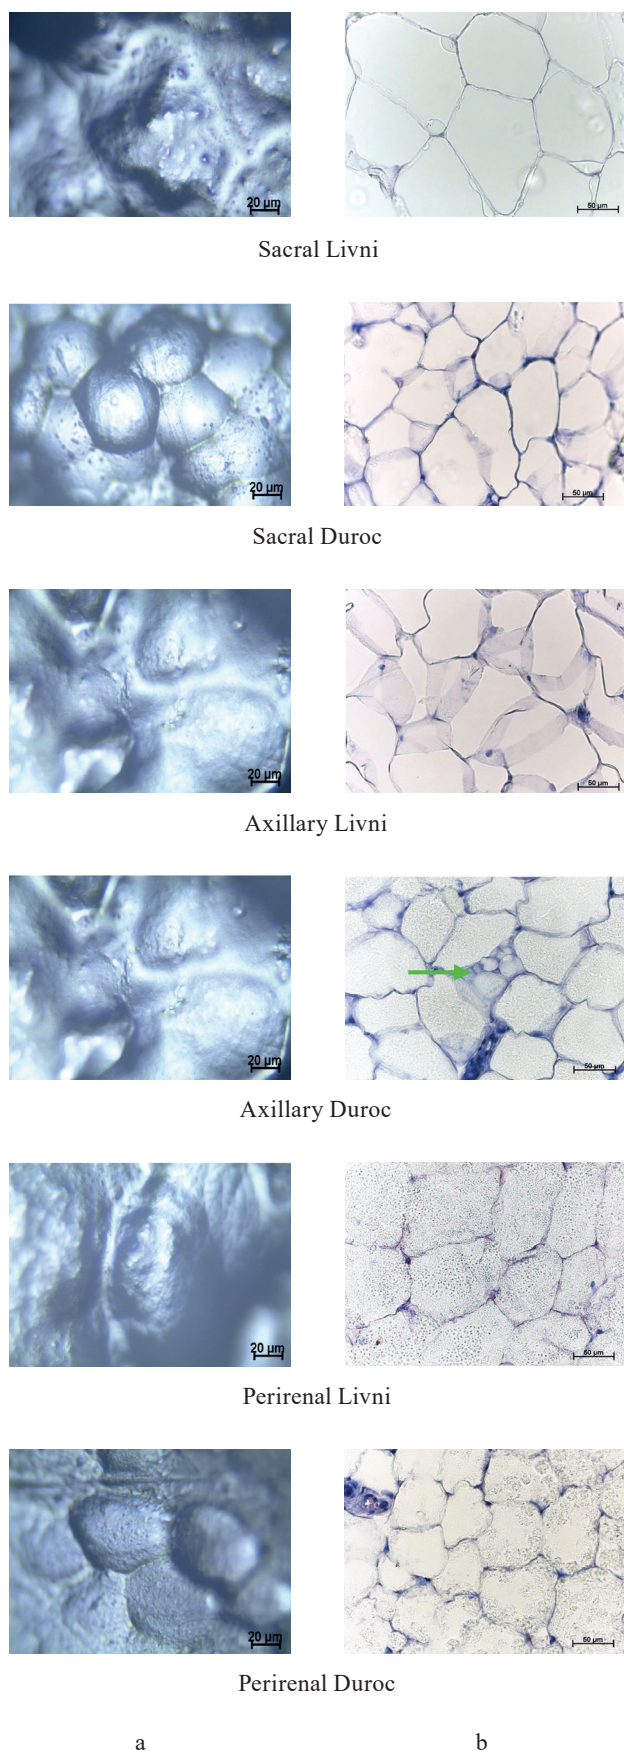 20 µm
50 µm
Sacral Livni
20 µm
50 µm
Sacral Duroc
20 µm
50 µm
Axillary Livni
20 µm
50 µm
Axillary Duroc
20 µm
50 µm
Perirenal Livni
20 µm
50 µm
Perirenal Duroc
a b